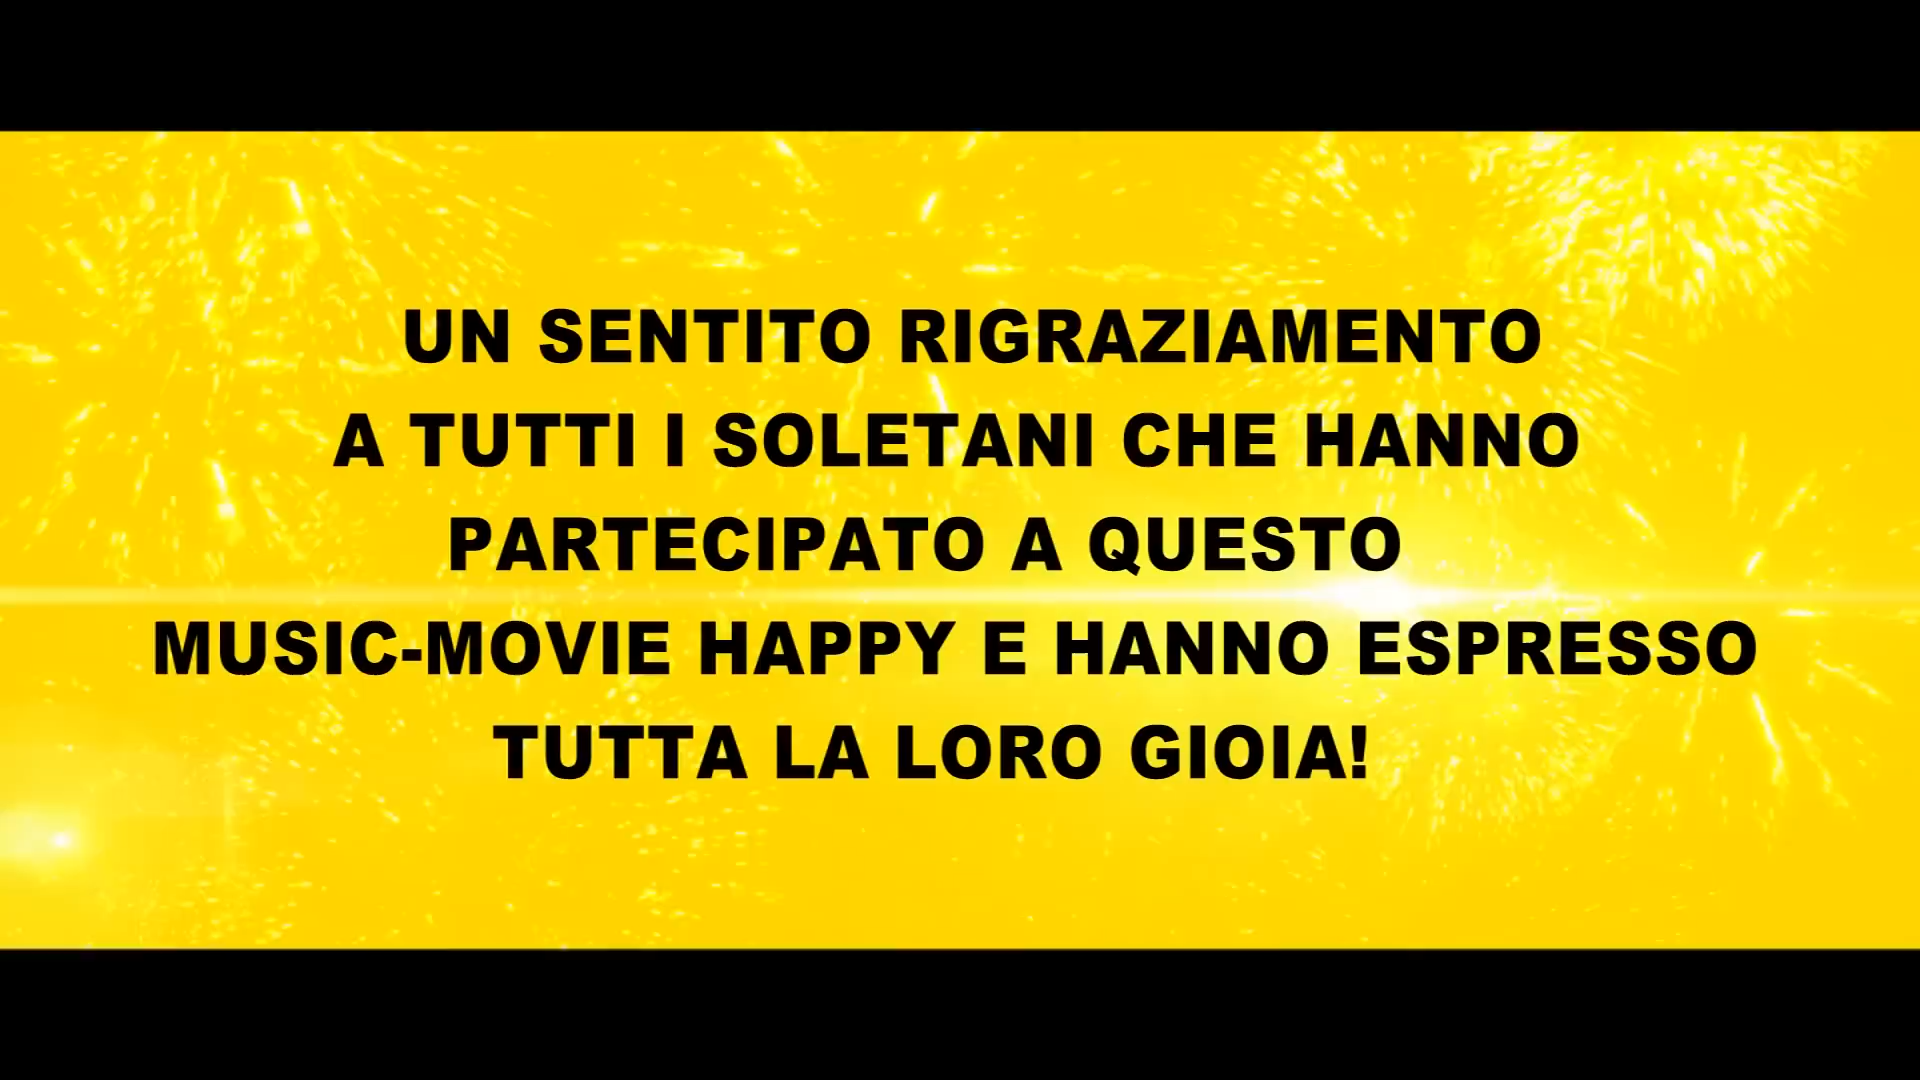 UN SENTITO RIGRAZIAMENTO
A TUTTI I SOLETANI CHE HANNO
PARTECIPATO A QUESTO
MUSIC-MOVIE HAPPY E HANNO ESPRESSO
TUTTA LA LORO GIOIA!